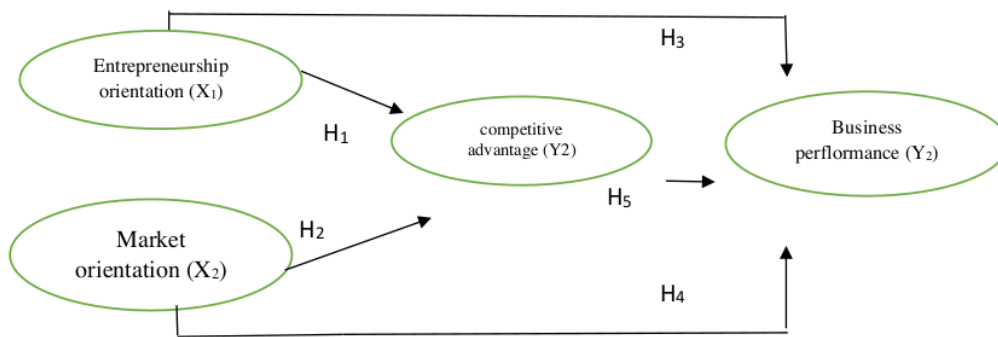 H3
Entrepreneurship
orientation (X1)
H1
competitive
advantage (Y2)
Business
perflormance (Y2)
H5
H2
Market
orientation (X2)
H4